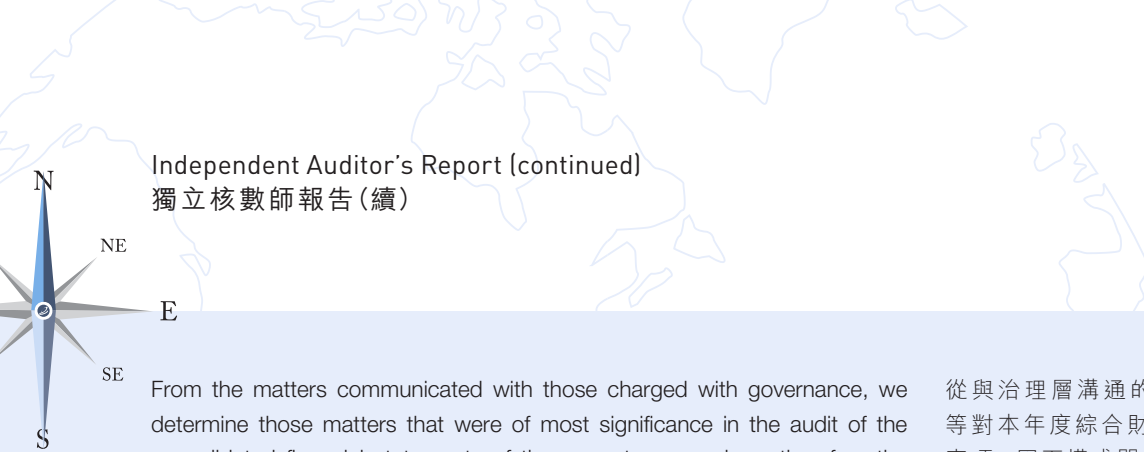 Independent Auditor's Report (continued)
獨立核數師報告(續)
N
NE
E
SE
S
From the matters communicated with those charged with governance, we
determine those matters that were of most significance in the audit of the
從與治理層溝通的
等對本年度綜合財